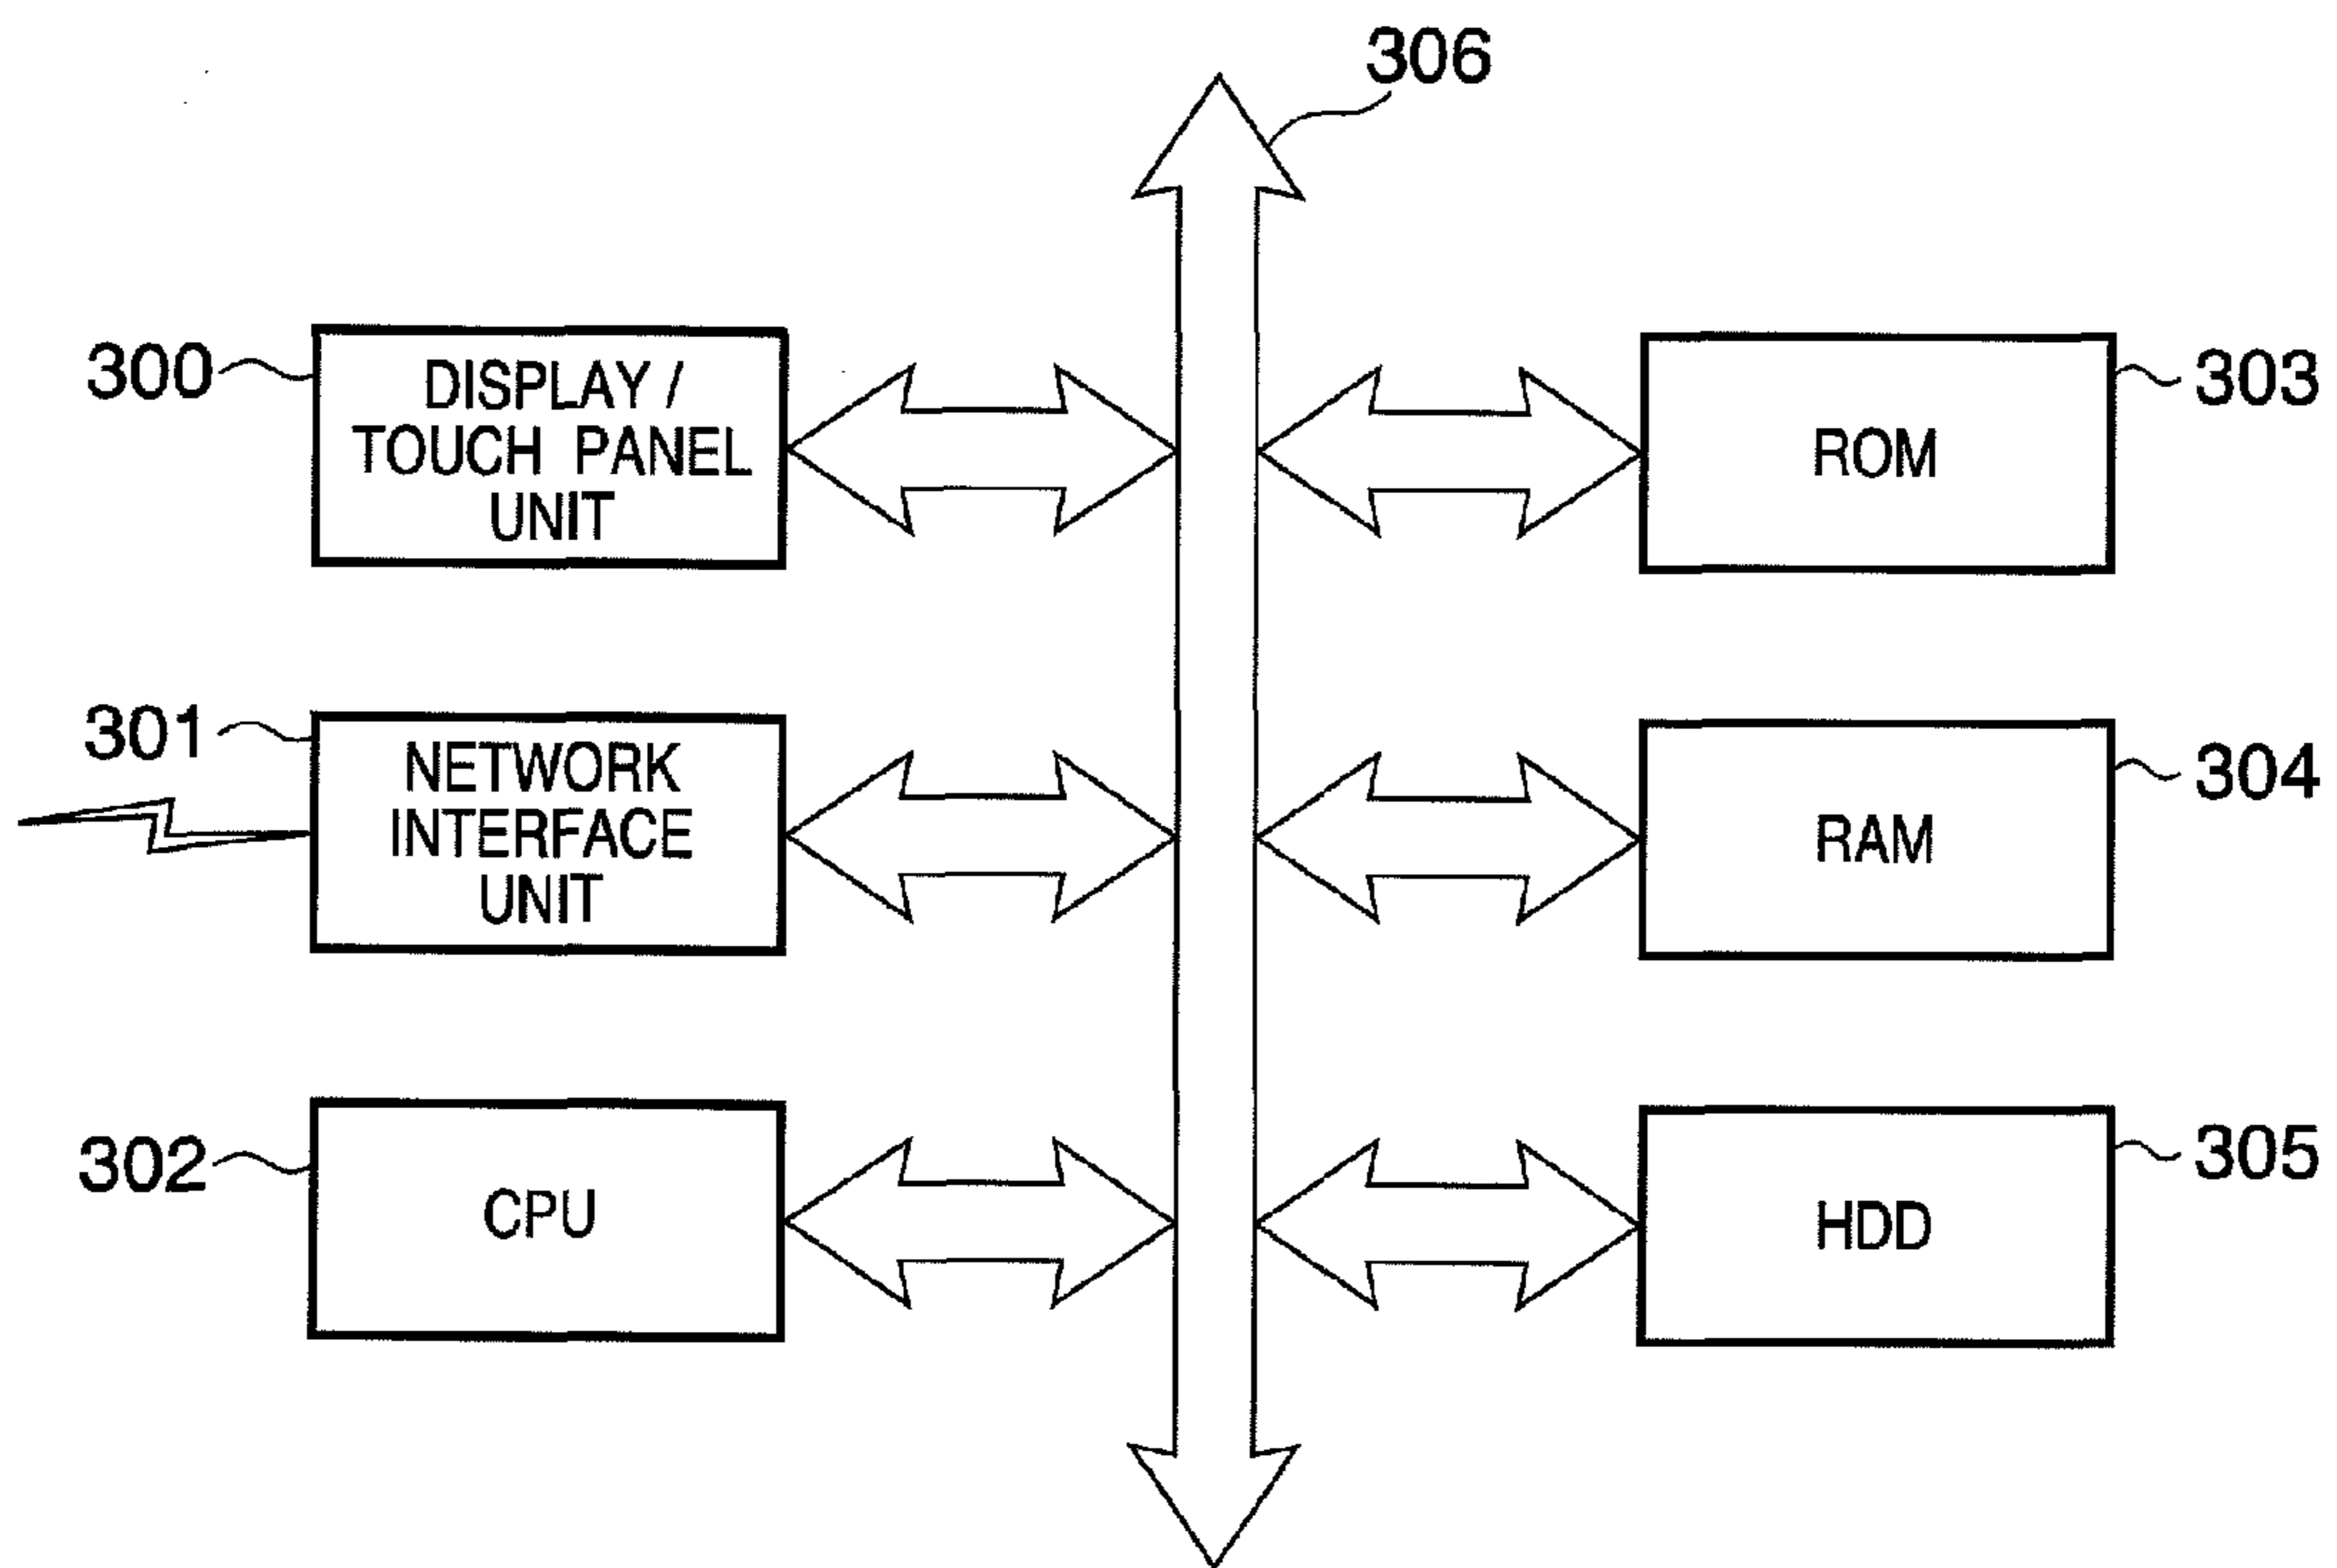 306
300
DISPLAY /
TOUCH PANEL
UNIT
303
ROM
301
NETWORK
INTERFACE
UNIT
304
RAM
302
CPU
305
HDD